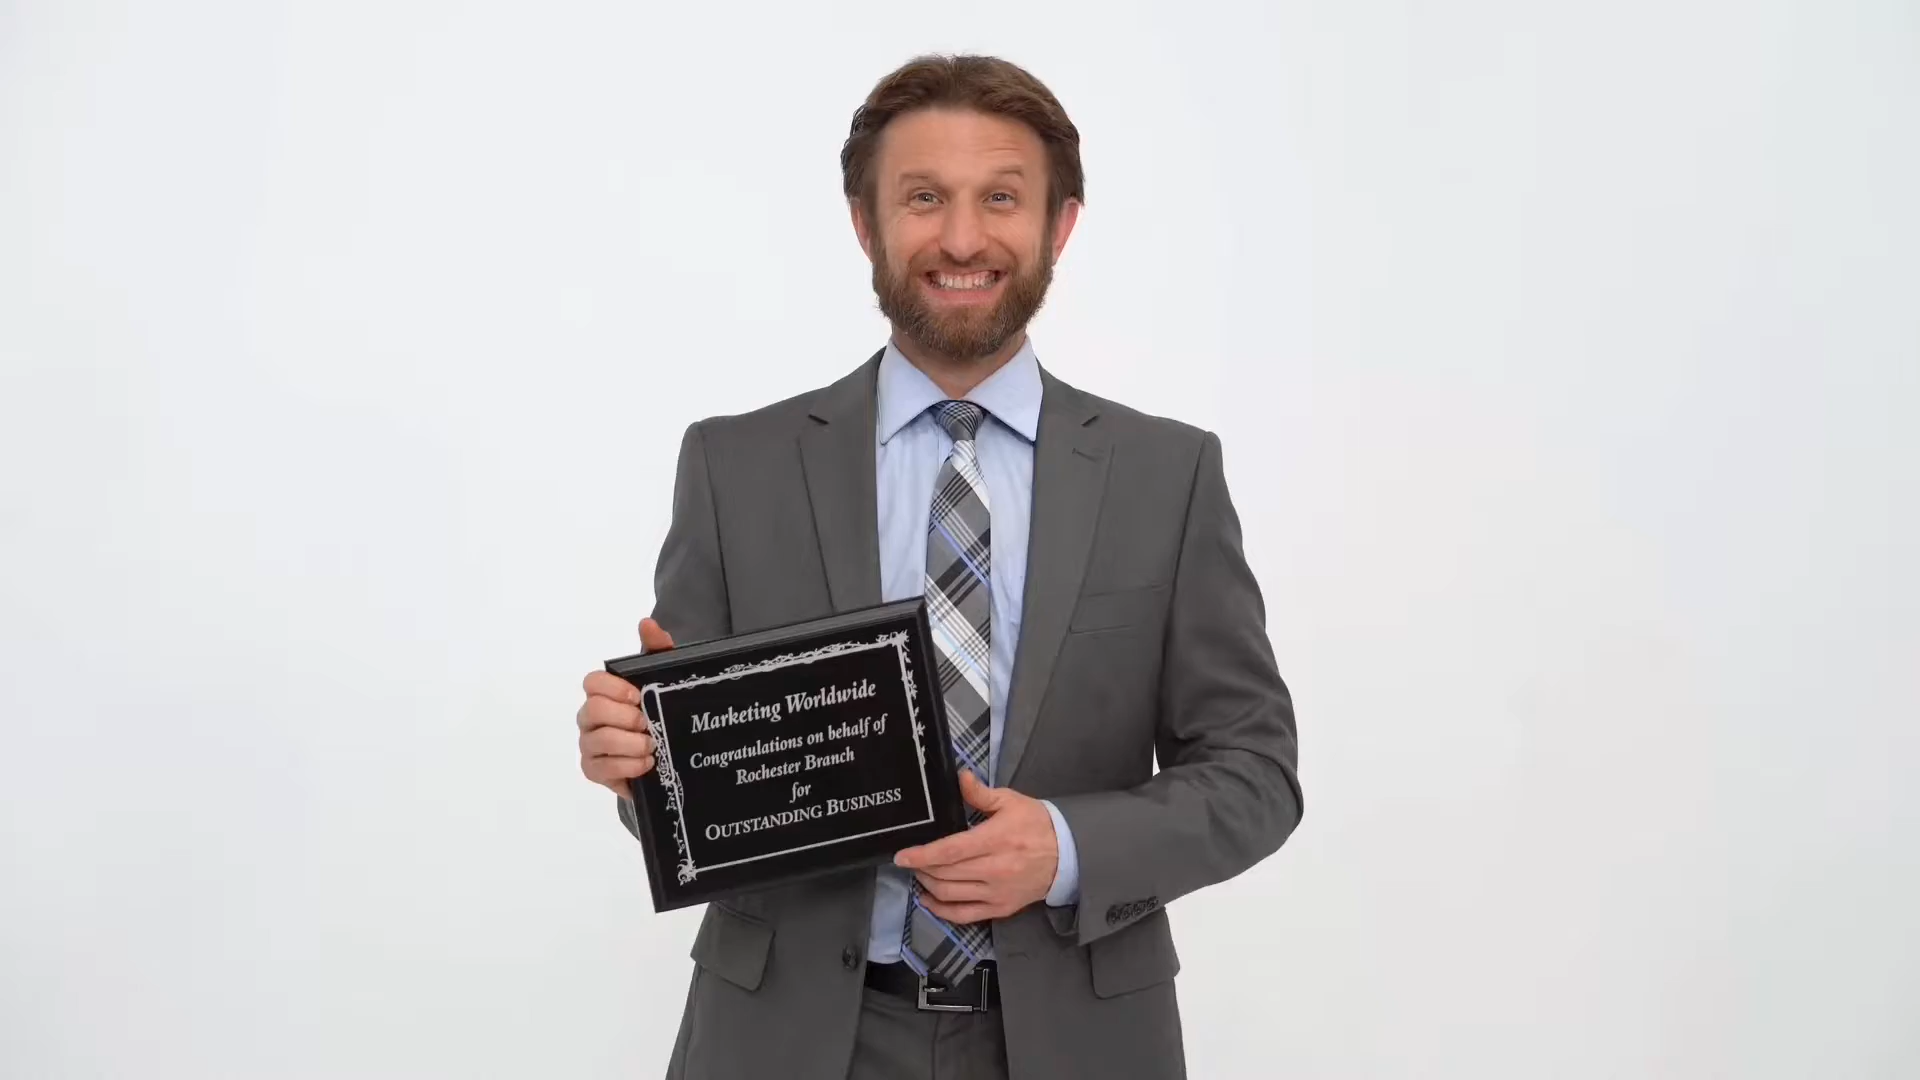 Marketing Worldwide
Congratulations on behalf of
Rochester Branch
for
OUTSTANDING BUSINESS